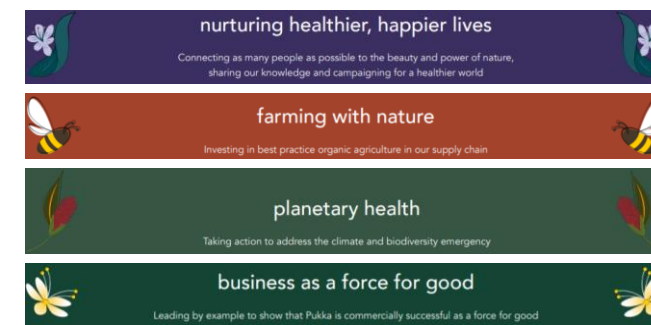 nurturing healthier, happier lives
Connecting as many people as possible to the beauty and power of nature,
sharing our knowledge and campaigning for a healthier world
farming with nature
Investing in best practice organic agriculture in our supply chain
planetary health
Taking action to address the climate and biodiversity emergency
business as a force for good
Leading by example to show that Pukka is commercially successful as a force for good